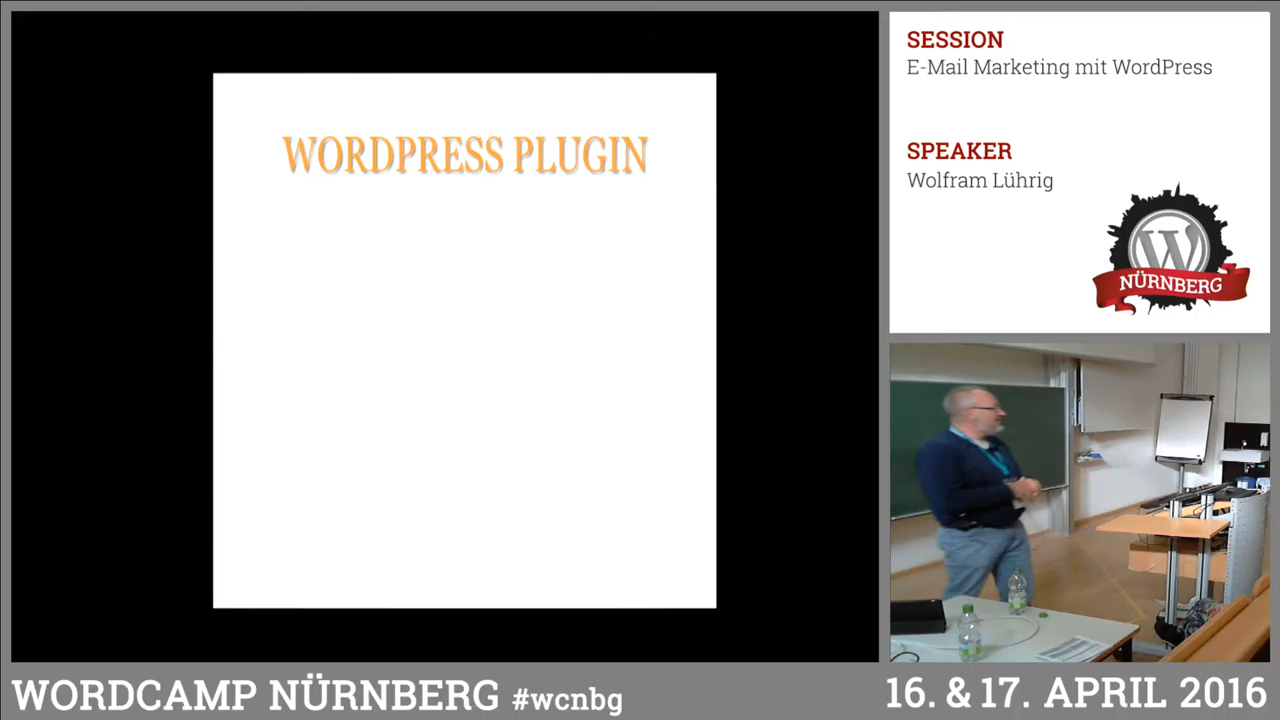 WORDPRESS PLUGIN
SESSION
E-Mail Marketing mit WordPress
SPEAKER
Wolfram Lührig
W
NÜRNBERG
WORDCAMP NÜRNBERG #wcnbg
16. & 17. APRIL 2016